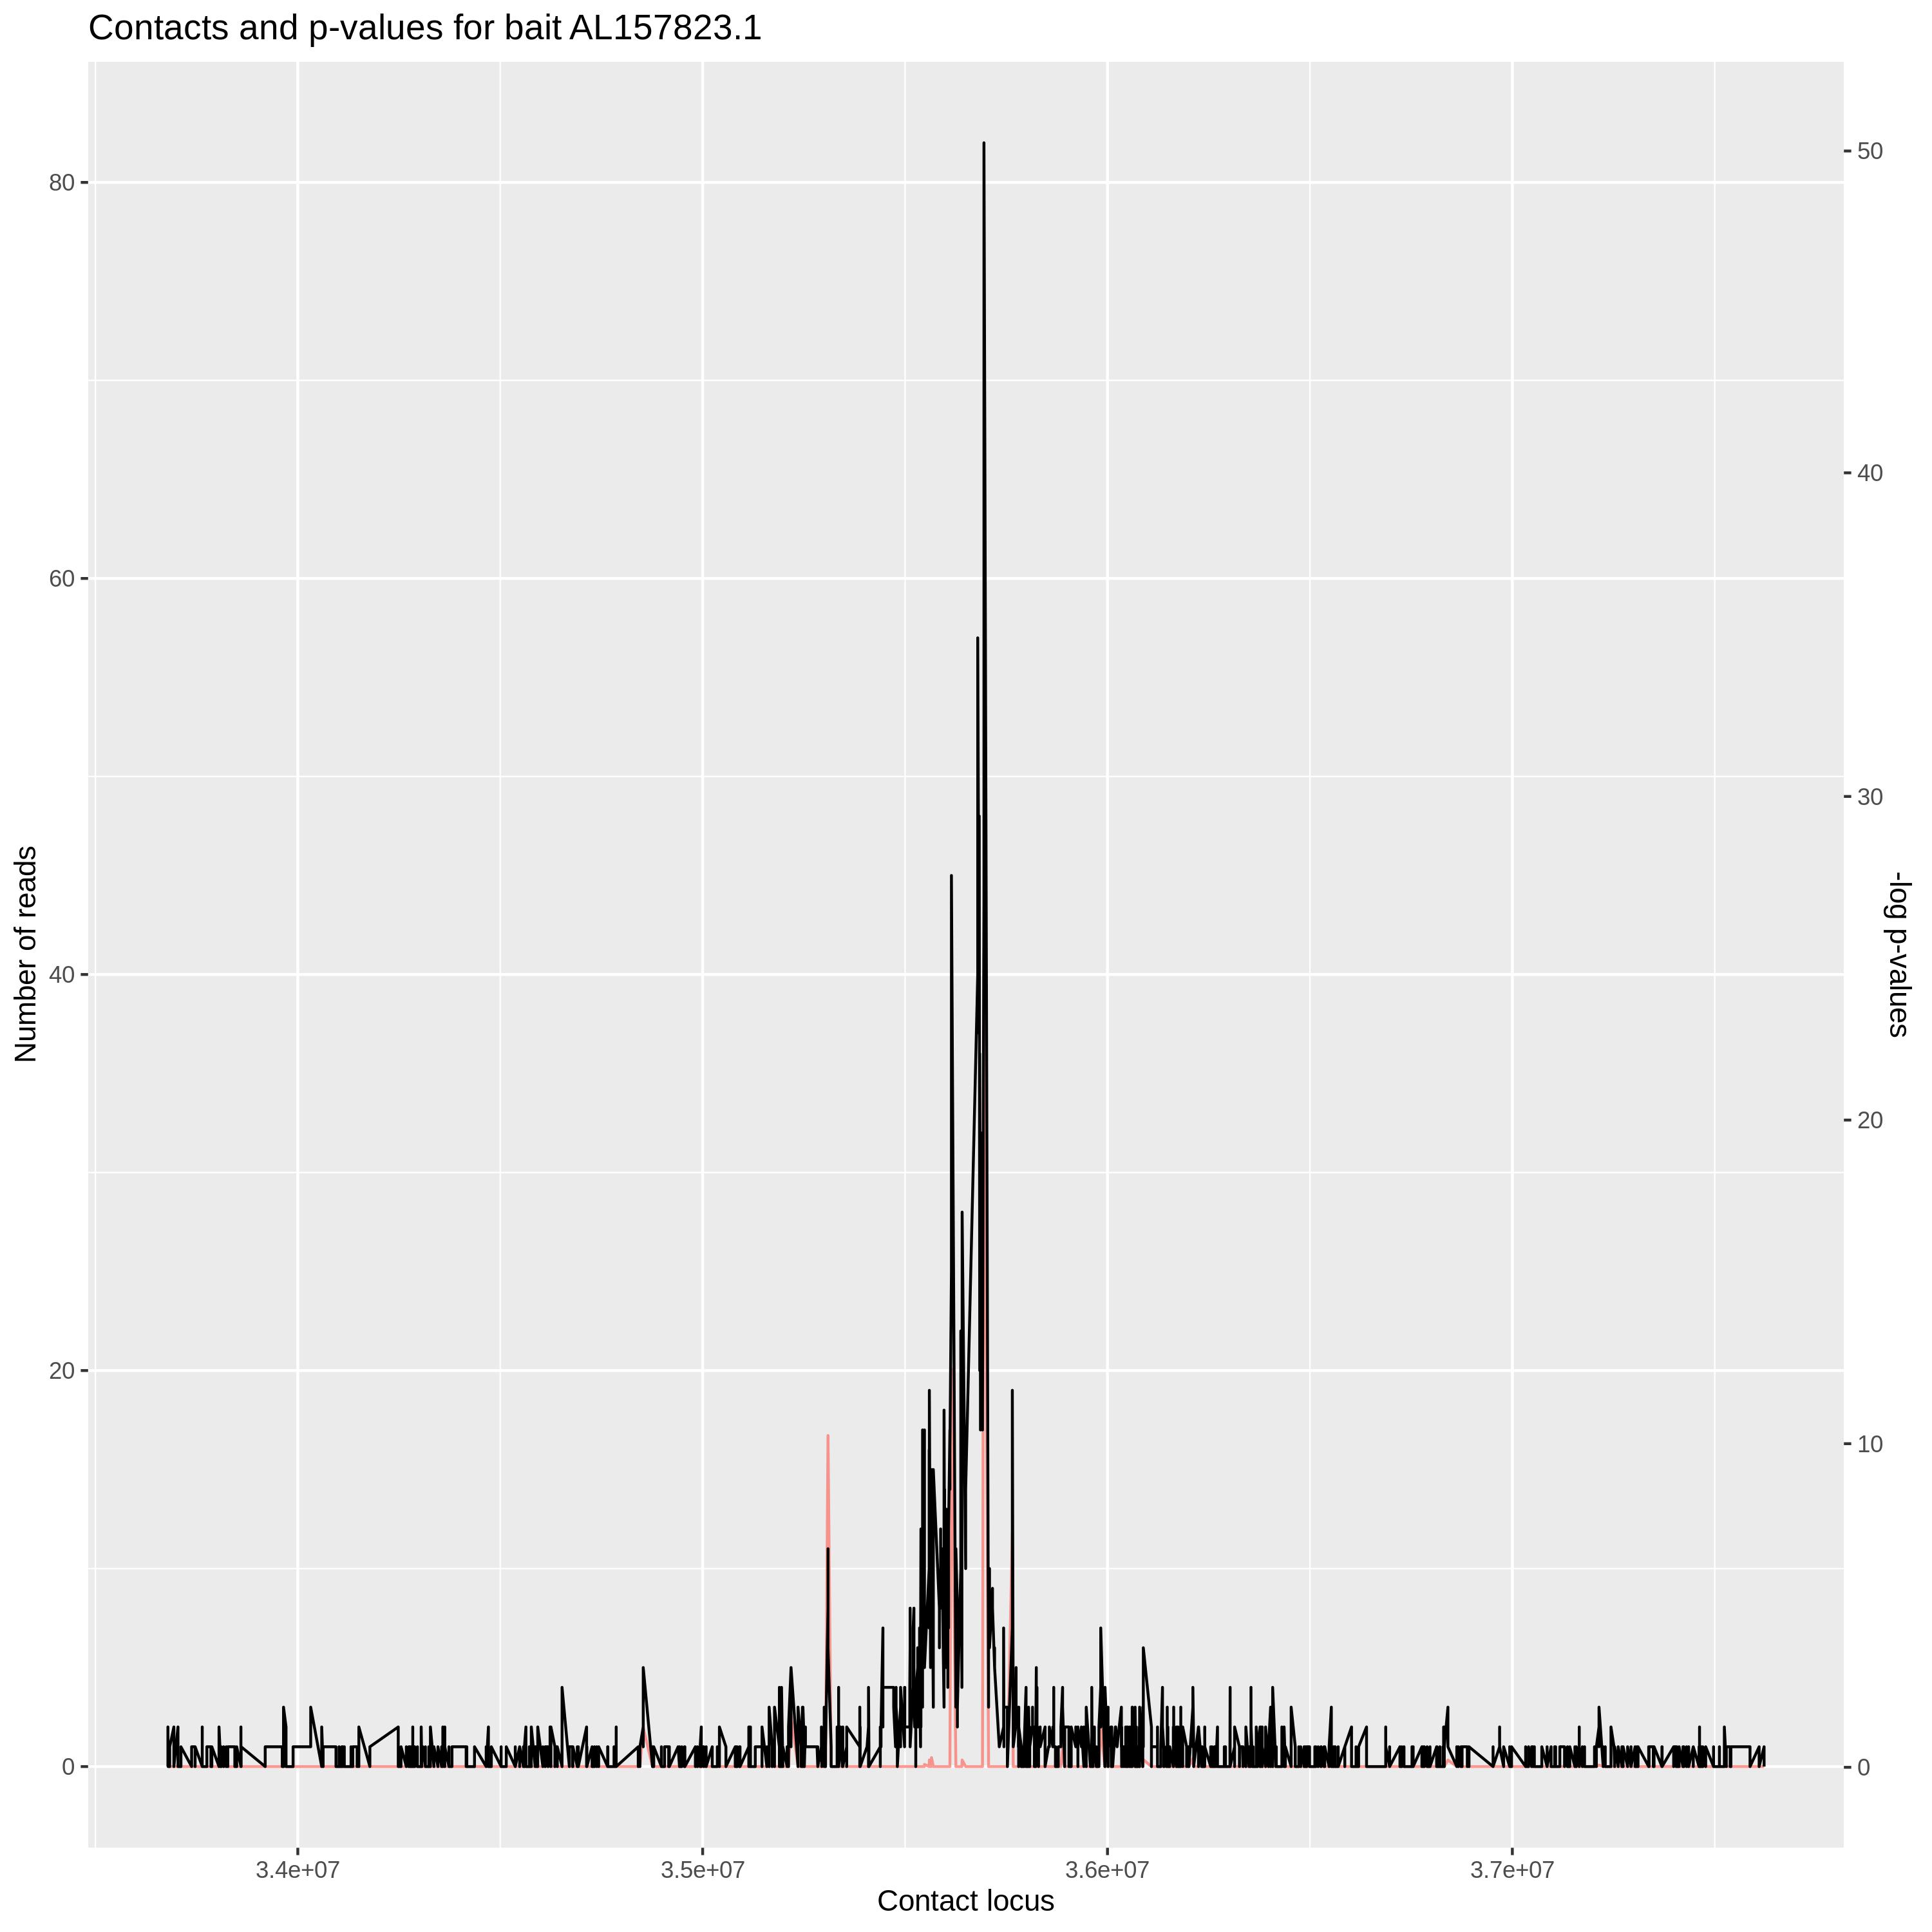 Contacts and p-values for bait AL157823.1
Number of reads
80
60
40
20
0
50
40
30
20
10
0
-log p-values
3.4e+07 3.5e+07 3.6e+07 3.7e+07
Contact locus